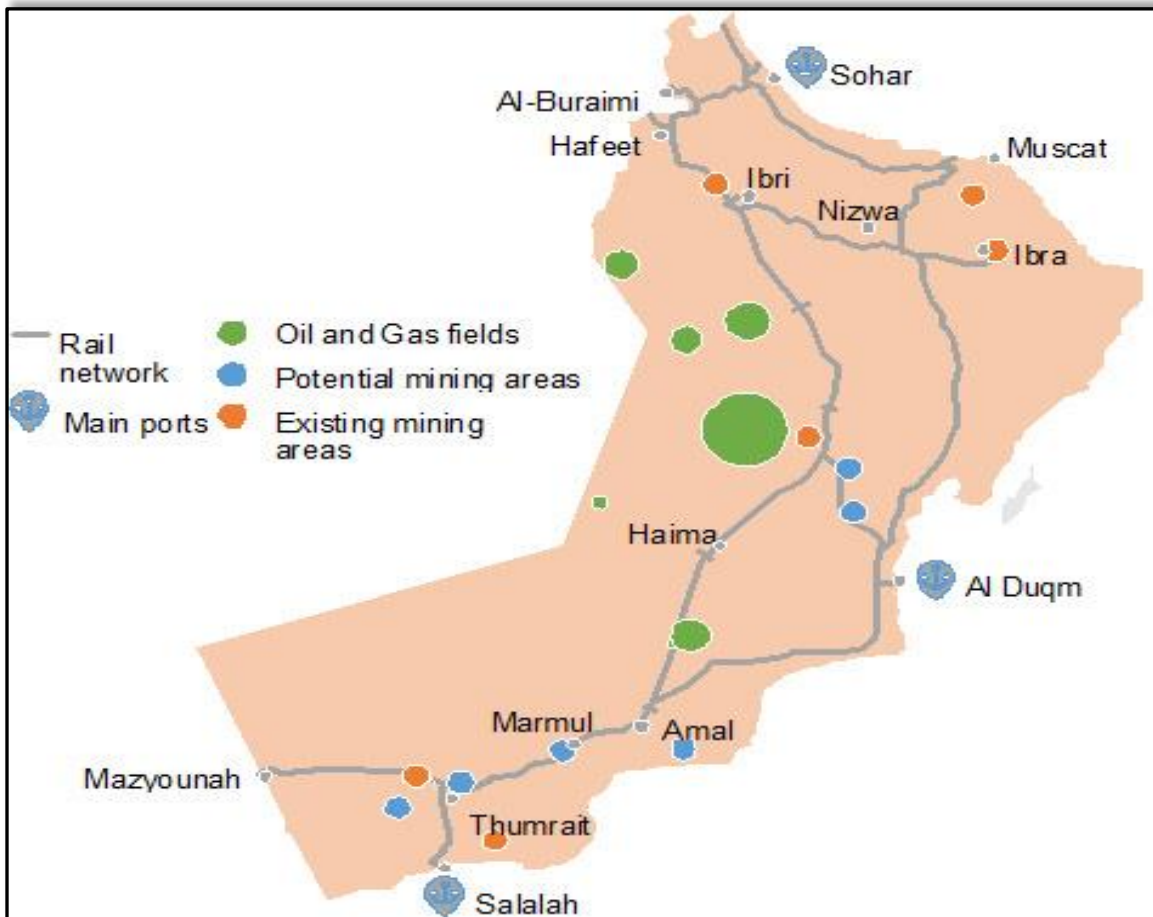 Sohar
Al-Buraimi
Hafeet
Muscat
Ibri
Nizwa
Ibra
Rail
network
Main ports
Oil and Gas fields
Potential mining areas
Existing mining
areas
Haima
Al Duqm
Marmul
Amal
Mazyounah
Thumrait
Salalah